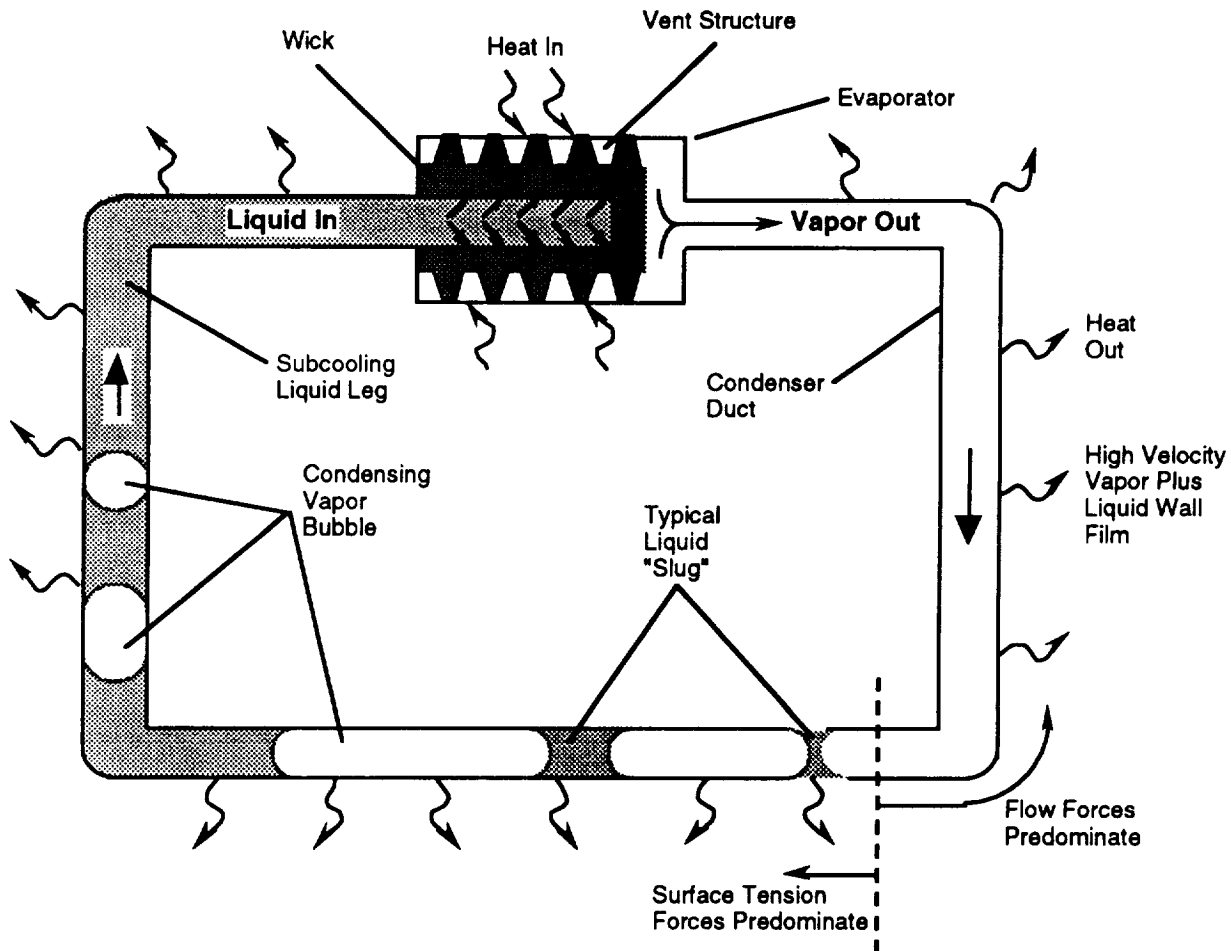 Vent Structure
Wick
Heat In
Evaporator
Liquid In
Vapor Out
Subcooling
Liquid Leg
Condenser
Duct
Heat
Out
Condensing
Vapor
Bubble
Typical
Liquid
"Slug"
High Velocity
Vapor Plus
Liquid Wall
Film
Flow Forces
Predominate
Surface Tension
Forces Predominate